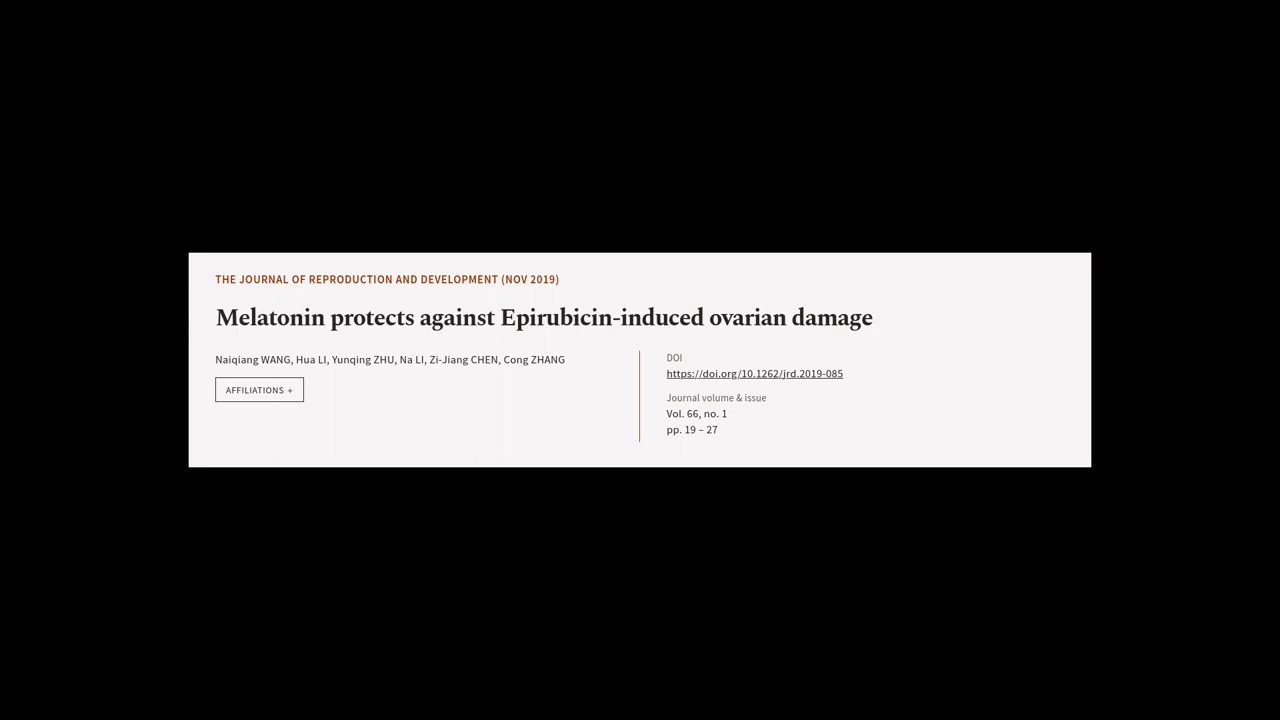 THE JOURNAL OF REPRODUCTION AND DEVELOPMENT (NOV 2019)
Melatonin protects against Epirubicin-induced ovarian damage
Naiqiang WANG, Hua LI, Yunqing ZHU, Na LI, Zi-Jiang CHEN, Cong ZHANG
AFFILIATIONS +
DOI
https://doi.org/10.1262/jrd.2019-085
Journal volume & issue
Vol. 66, no. 1
pp. 19 – 27